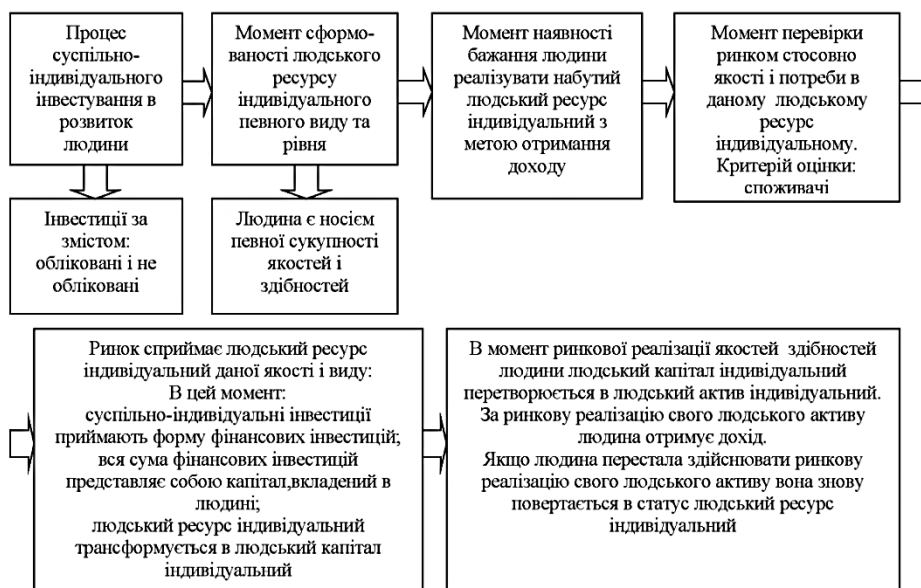 Процес
суспільно-
індивідуального
інвестування в
розвиток
людини
Момент сформо-
ваності людського
ресурсу
індивідуального
певного виду та
рівня
Момент наявності
бажання людини
реалізувати набутий
людський ресурс
індивідуальний з
метою отримання
доходу
Момент перевірки
ринком стосовно
якості і потреби в
даному людському
ресурс
індивідуальному.
Критерій оцінки:
споживачі
Інвестиції за
змістом:
обліковані і не
обліковані
Людина є носієм
певної сукупності
якостей і
здібностей
Ринок сприймає людський ресурс
індивідуальний даної якості і виду:
В цей момент:
суспільно-індивідуальні інвестиції
приймають форму фінансових інвестицій;
вся сума фінансових інвестицій
представляє собою капітал,вкладений в
людині;
людський ресурс індивідуальний
трансформується в людський капітал
індивідуальний
В момент ринкової реалізації якостей здібностей
людини людський капітал індивідуальний
перетворюється в людський актив індивідуальний.
За ринкову реалізацію свого людського активу
людина отримує дохід.
Якщо людина перестала здійснювати ринкову
реалізацію свого людського активу вона знову
повертається в статус людський ресурс
індивідуальний